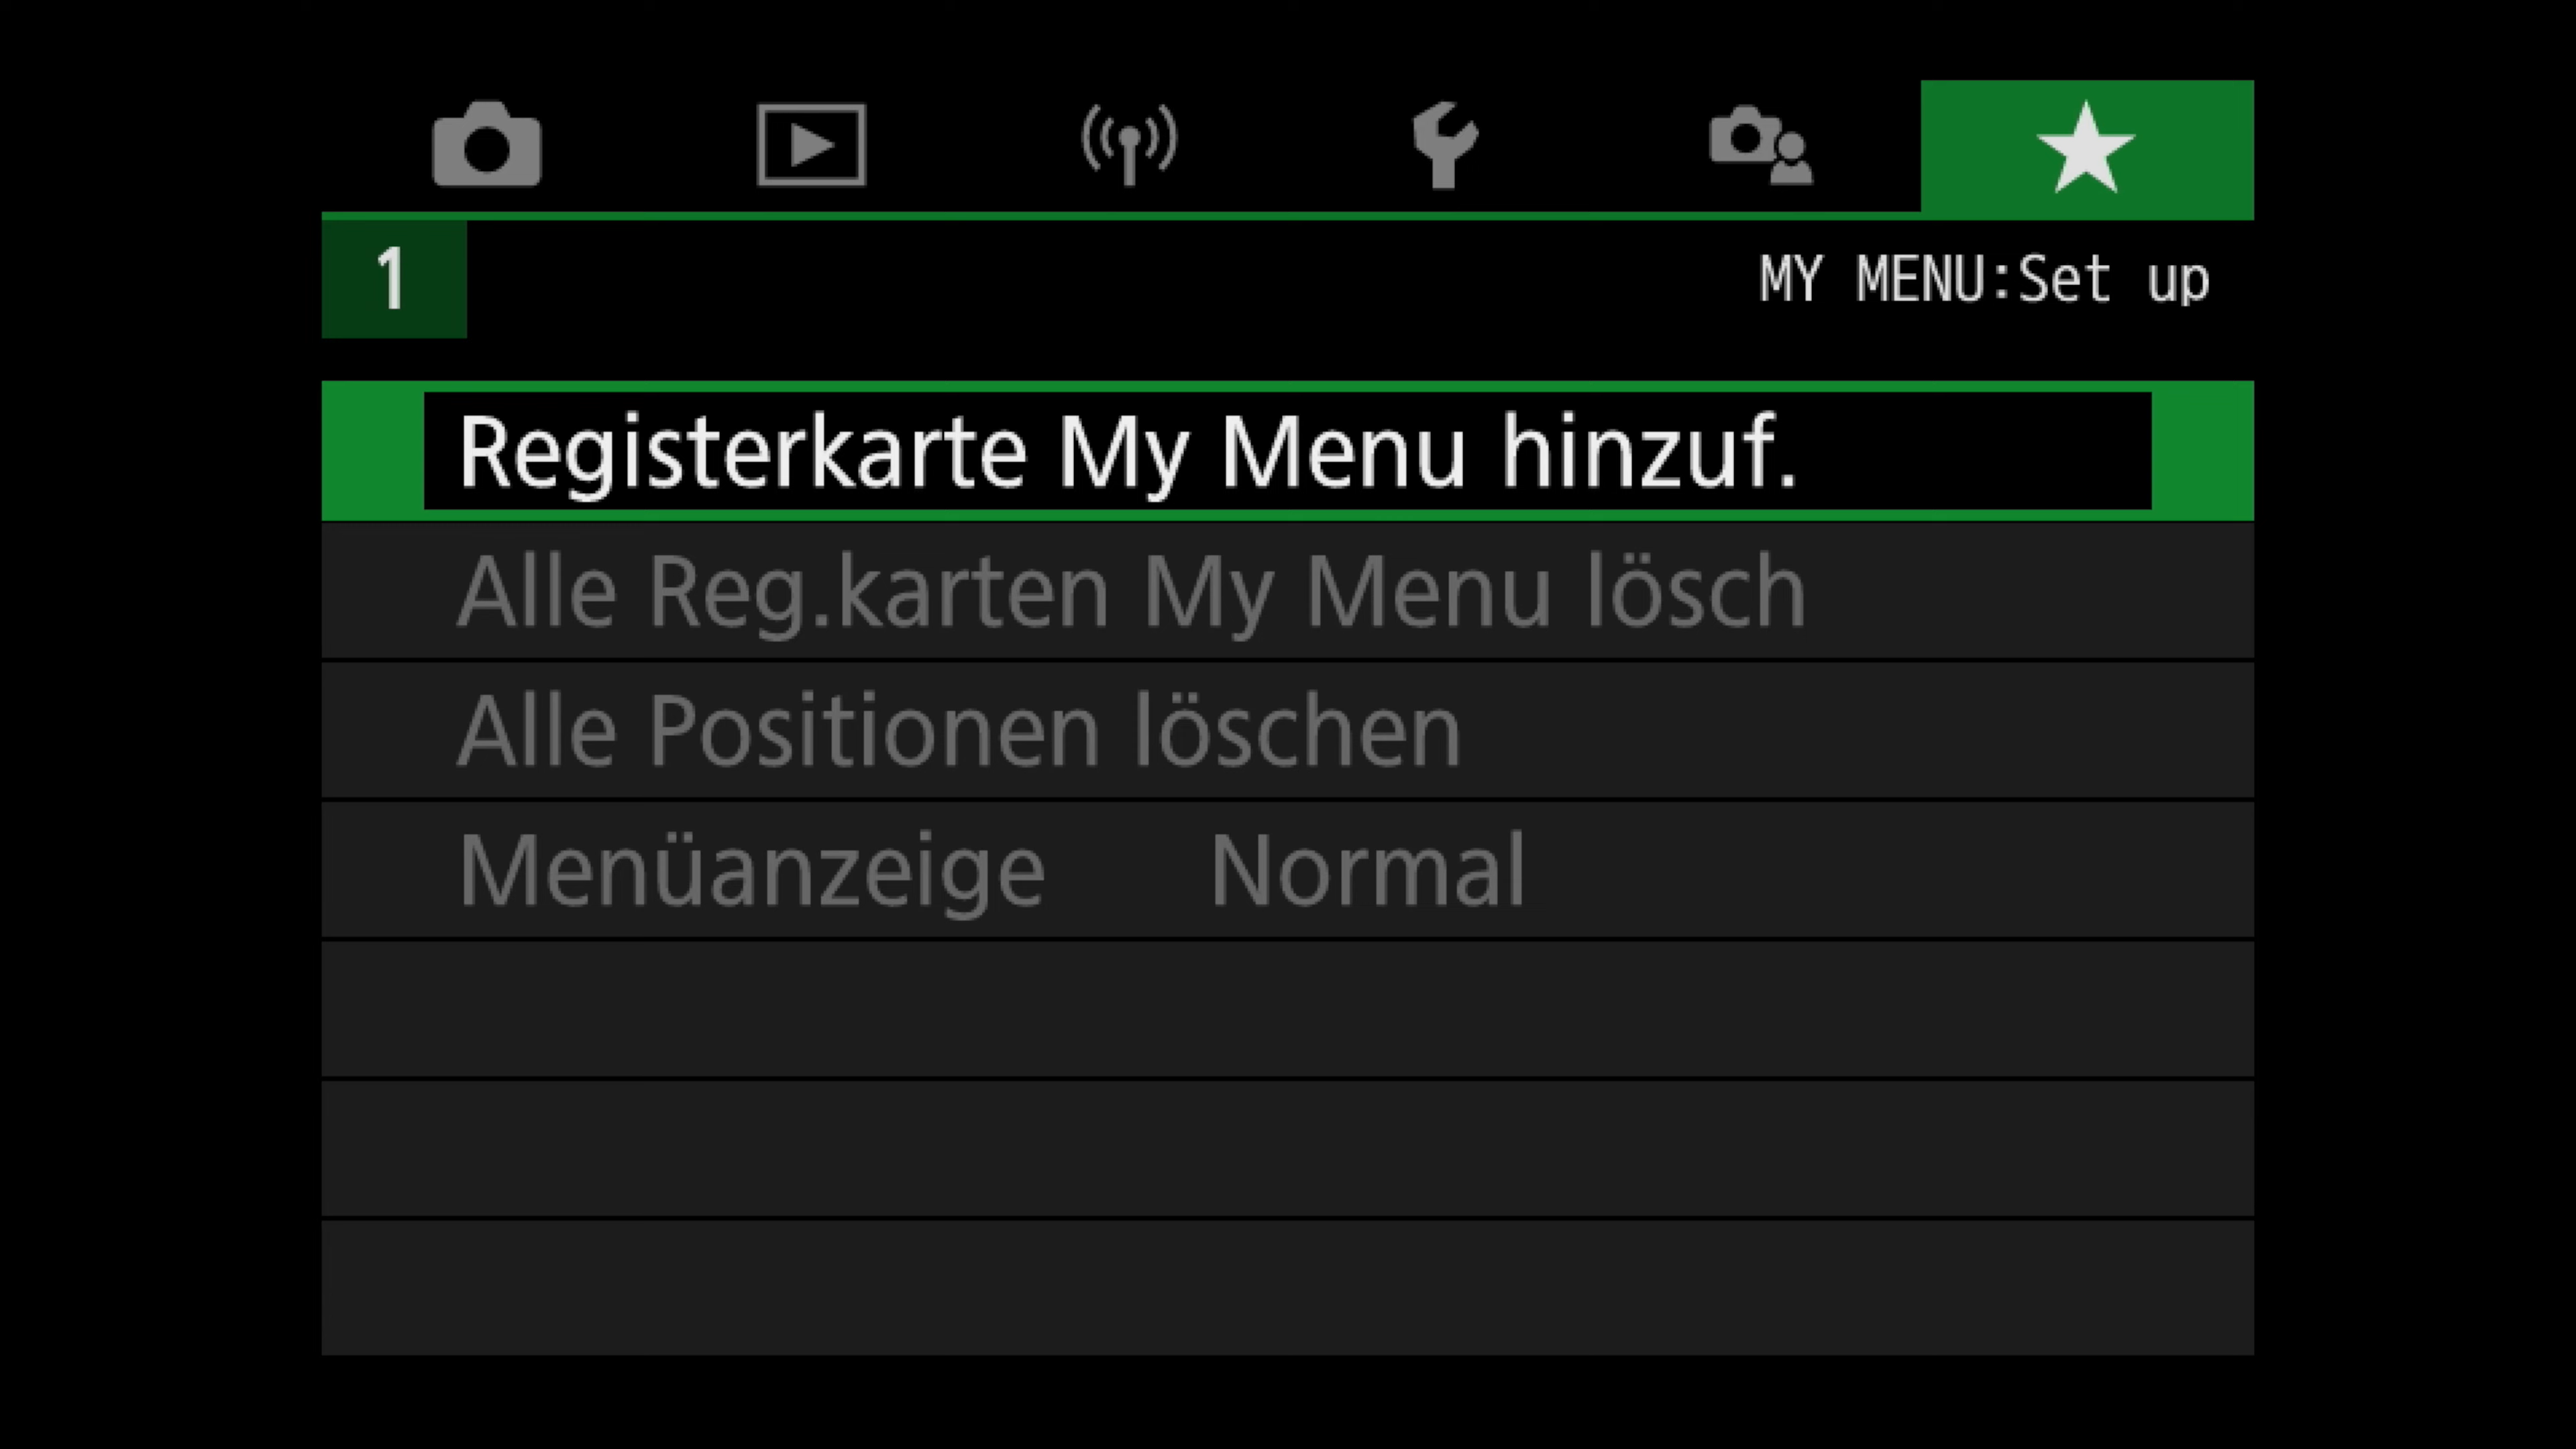 1
MY MENU:Set up
Registerkarte My Menu hinzuf.
Alle Reg.karten My Menu lösch
Alle Positionen löschen
Menüanzeige Normal